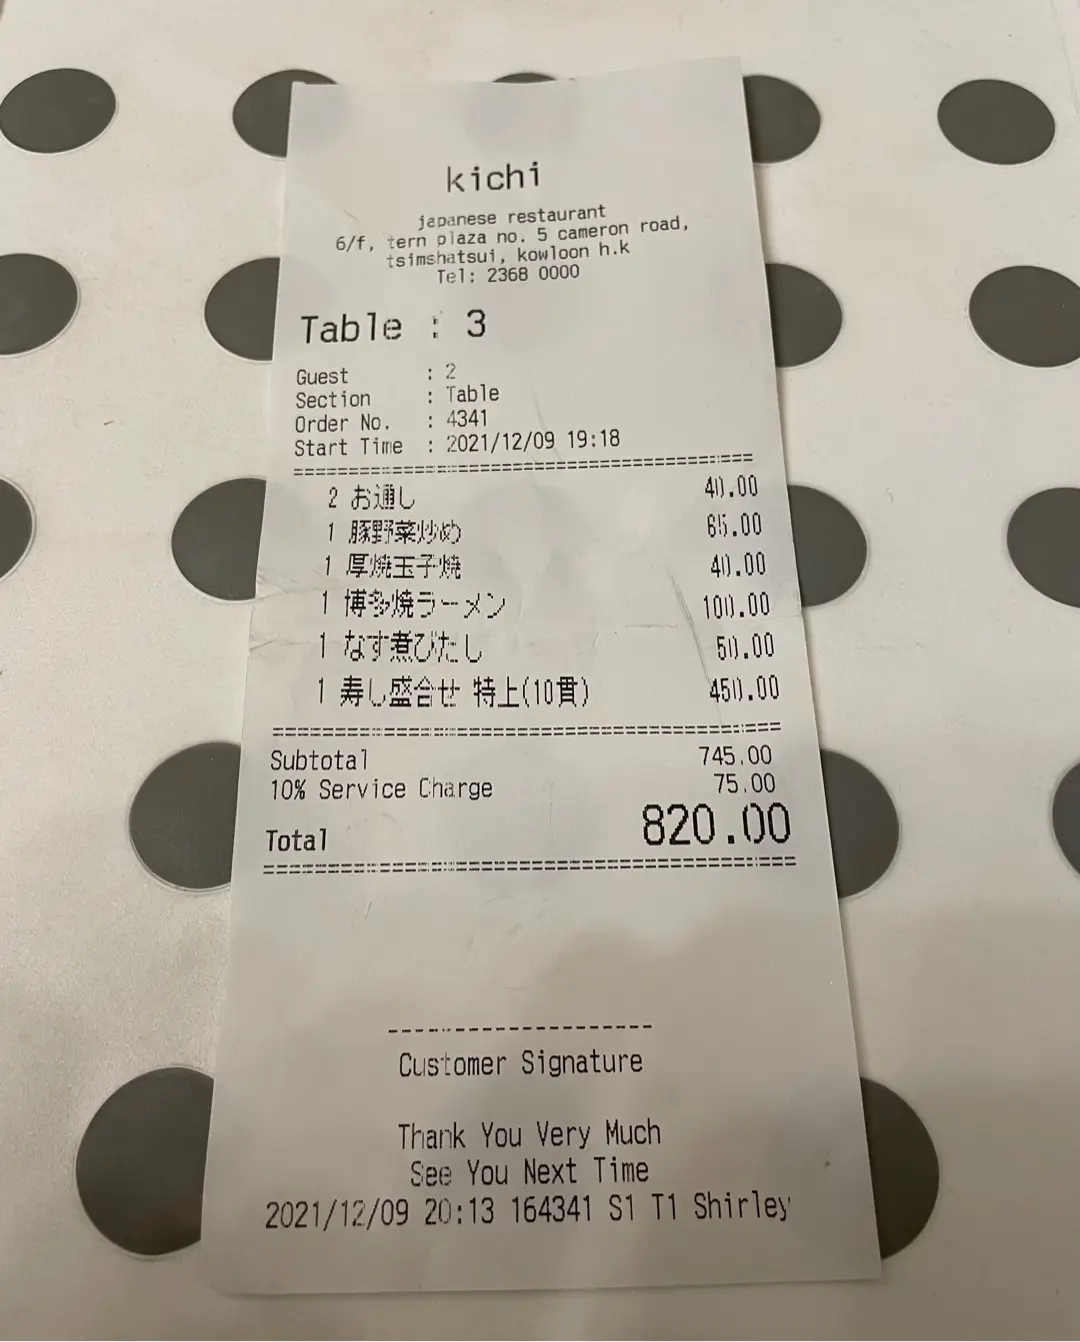 kichi
japanese restaurant
6/f, tern plaza no. 5 cameron road,
tsimshatsui, kowloon h.k
Tel: 2368 0000
Table : 3
Guest : 2
Section : Table
Order No. : 4341
Start Time : 2021/12/09 19:18
2 お通し 40.00
1 豚野菜炒め 65.00
1 厚焼玉子焼 40.00
1 博多焼ラーメン 100.00
1 なす煮びたし 50.00
1 寿し盛合せ 特上(10貫) 450.00
Subtotal 745.00
10% Service Charge 75.00
Total 820.00
Customer Signature
Thank You Very Much
See You Next Time
2021/12/09 20:13 164341 S1 T1 Shirley